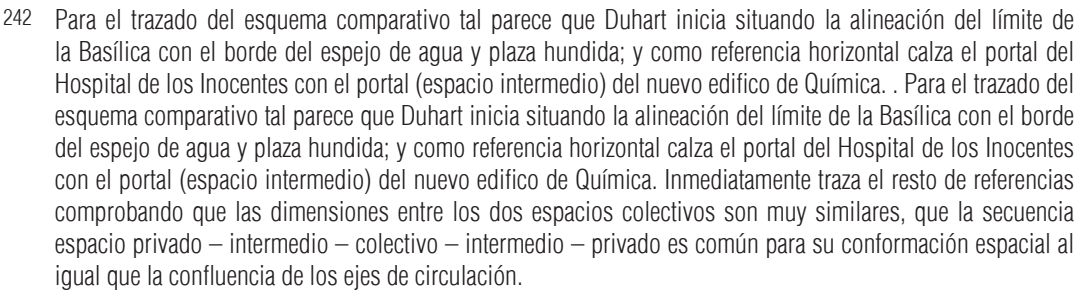 242 Para el trazado del esquema comparativo tal parece que Duhart inicia situando la alineación del límite de
la Basílica con el borde del espejo de agua y plaza hundida; y como referencia horizontal calza el portal del
Hospital de los Inocentes con el portal (espacio intermedio) del nuevo edifico de Química. . Para el trazado del
esquema comparativo tal parece que Duhart inicia situando la alineación del límite de la Basílica con el borde
del espejo de agua y plaza hundida; y como referencia horizontal calza el portal del Hospital de los Inocentes
con el portal (espacio intermedio) del nuevo edifico de Química. Inmediatamente traza el resto de referencias
comprobando que las dimensiones entre los dos espacios colectivos son muy similares, que la secuencia
espacio privado – intermedio – colectivo – intermedio – privado es común para su conformación espacial al
igual que la confluencia de los ejes de circulación.